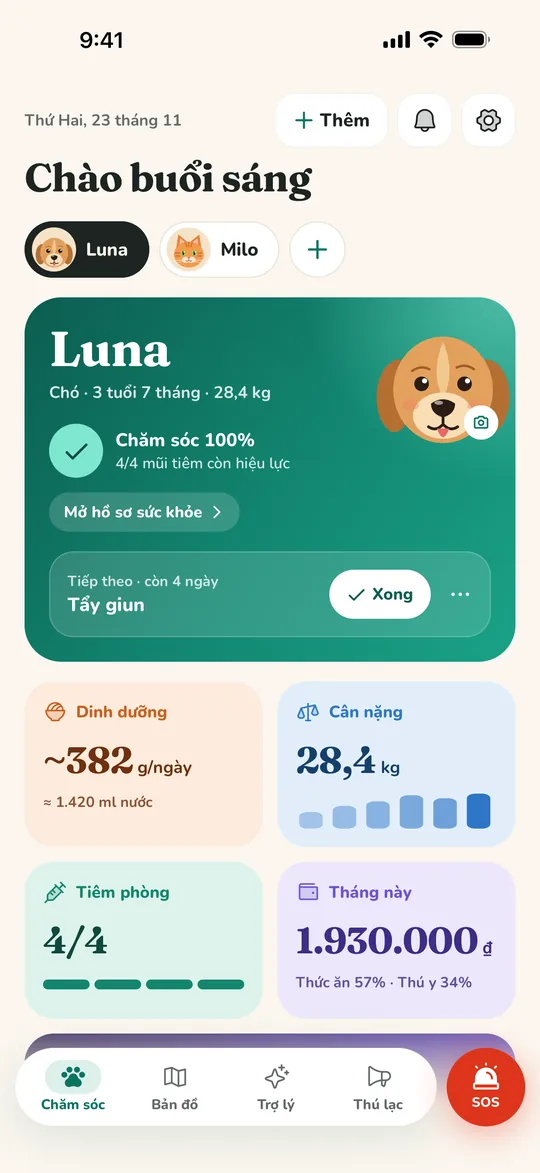 9:41
Thứ Hai, 23 tháng 11
Thêm
Chào buổi sáng
Luna
Milo
Luna
Chó · 3 tuổi 7 tháng · 28,4 kg
Chăm sóc 100%
4/4 mũi tiêm còn hiệu lực
Mở hồ sơ sức khỏe
Tiếp theo · còn 4 ngày
Tẩy giun
Xong
Dinh dưỡng
~382 g/ngày
≈ 1.420 ml nước
Cân nặng
28,4 kg
Tiêm phòng
4/4
Tháng này
1.930.000 ₫
Thức ăn 57% · Thú y 34%
Chăm sóc
Bản đồ
Trợ lý
Thú lạc
SOS